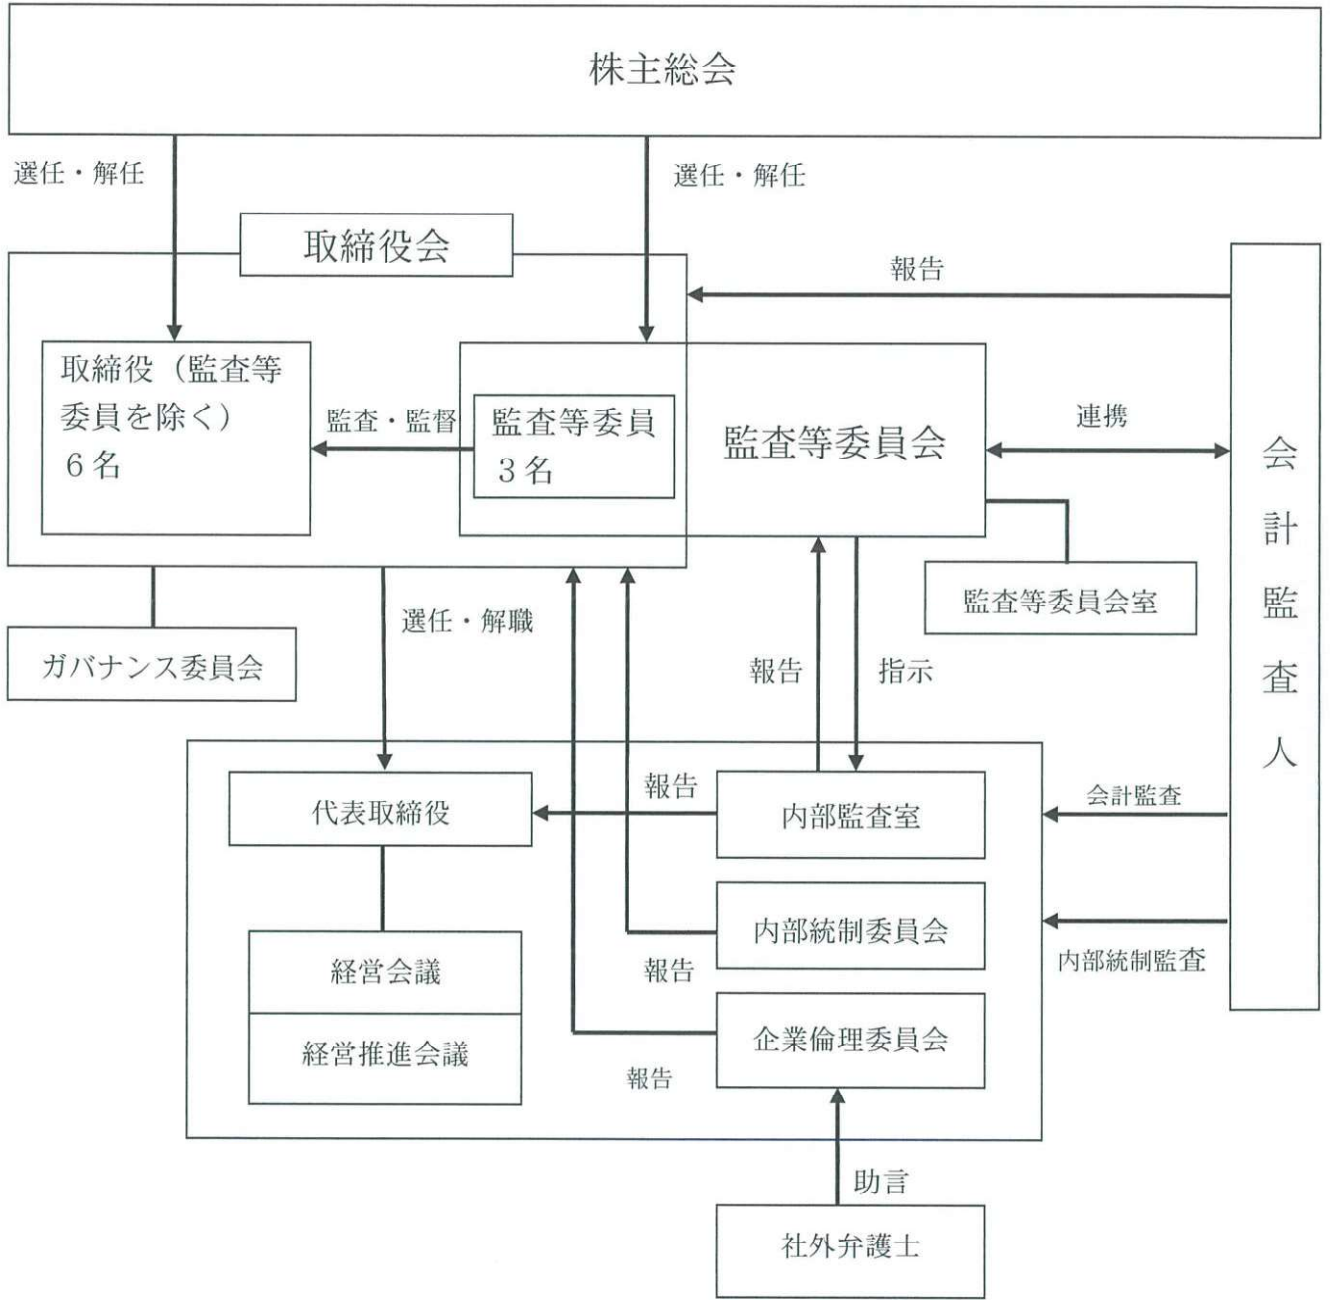 株主総会
選任・解任
選任・解任
取締役会
報告
取締役（監査等
委員を除く）
６名
監査・監督
監査等委員
３名
監査等委員会
連携
会計監査人
監査等委員会室
選任・解職
ガバナンス委員会
報告
指示
代表取締役
報告
内部監査室
会計監査
内部統制委員会
報告
内部統制監査
経営会議
経営推進会議
企業倫理委員会
報告
助言
社外弁護士